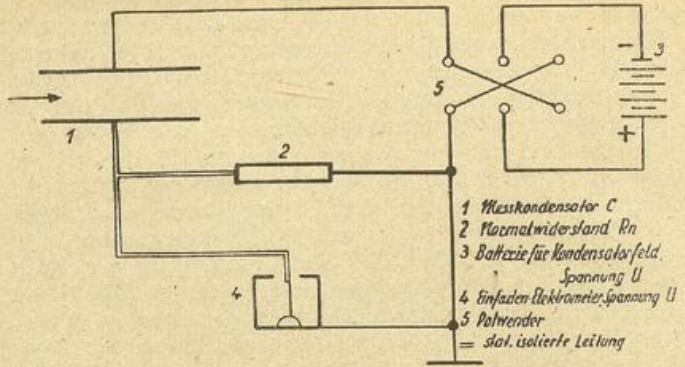 -
3
5
+
1
2
4
1 Messkondensator C
2 Normalwiderstand Rn
3 Batterie für Kondensatorfeld,
Spannung U
4 Einfaden-Elektrometer Spannung U
5 Polwender
= stat. isolierte Leitung